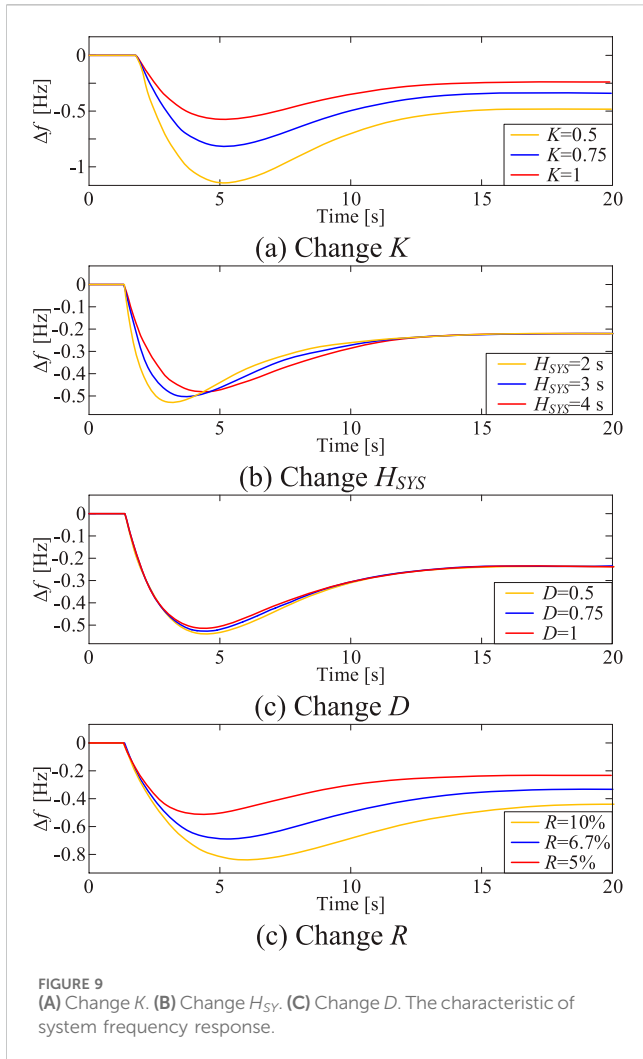 0
-0.5
-1
Δf [Hz]
K=0.5
K=0.75
K=1
0 5 10 15 20
Time [s]
(a) Change K
0
-0.1
-0.2
-0.3
-0.4
-0.5
Δf [Hz]
H_SYS=2 s
H_SYS=3 s
H_SYS=4 s
0 5 10 15 20
Time [s]
(b) Change H_SYS
0
-0.1
-0.2
-0.3
-0.4
-0.5
Δf [Hz]
D=0.5
D=0.75
D=1
0 5 10 15 20
Time [s]
(c) Change D
0
-0.2
-0.4
-0.6
-0.8
Δf [Hz]
R=10%
R=6.7%
R=5%
0 5 10 15 20
Time [s]
(c) Change R
FIGURE 9
(A) Change K. (B) Change H_SY. (C) Change D. The characteristic of
system frequency response.